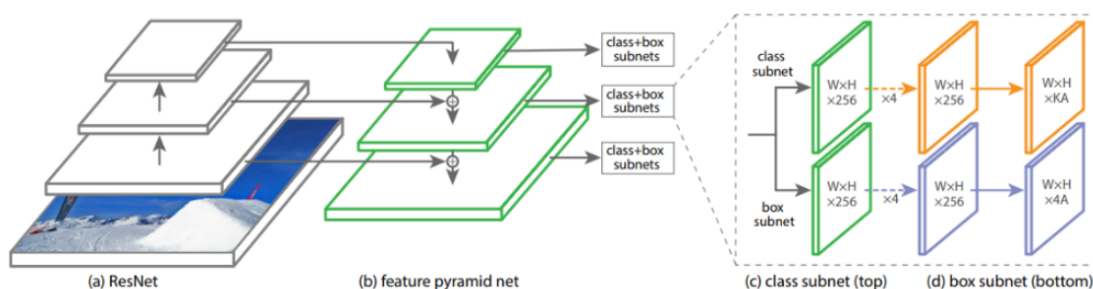 class+box
subnets
class+box
subnets
class+box
subnets
class
subnet
W×H
×256
×4
W×H
×256
W×H
×KA
W×H
×256
×4
W×H
×256
W×H
×4A
box
subnet
(a) ResNet
(b) feature pyramid net
(c) class subnet (top)
(d) box subnet (bottom)